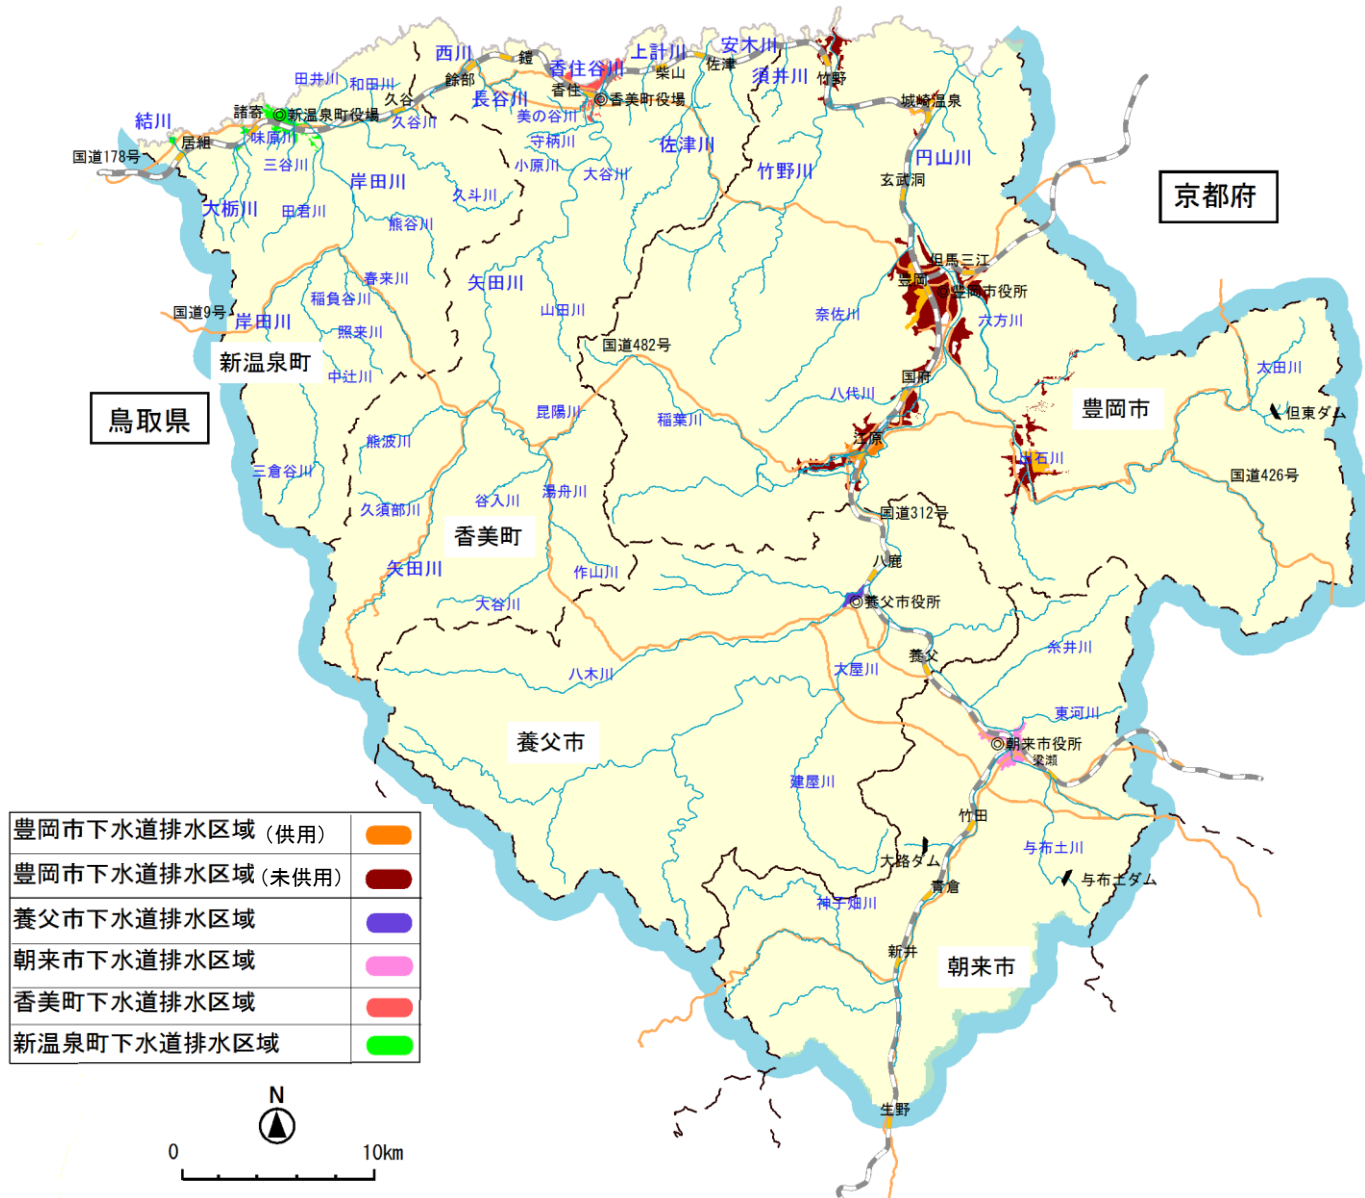 西川
鎧
餘部
香住谷川
上計川
柴山
佐津
安木川
須井川
竹野
田井川
和田川
久谷
長谷川
香住
◎香美町役場
美の谷川
城崎温泉
諸寄
◎新温泉町役場
久谷川
結川
居組
味原川
守柄川
小原川
大谷川
佐津川
竹野川
円山川
国道178号
三谷川
岸田川
久斗川
玄武洞
京都府
大栃川
田君川
熊谷川
但馬三江
豊岡
◎豊岡市役所
春来川
矢田川
稲負谷川
山田川
奈佐川
六方川
国道9号
岸田川
照来川
国道482号
新温泉町
中辻川
国府
太田川
鳥取県
八代川
豊岡市
但東ダム
昆陽川
稲葉川
江原
熊波川
出石川
三倉谷川
国道426号
湯舟川
谷入川
久須部川
国道312号
香美町
八鹿
矢田川
作山川
大谷川
◎養父市役所
糸井川
養父
大屋川
八木川
東河川
養父市
◎朝来市役所
梁瀬
建屋川
竹田
与布土川
大路ダム
与布土ダム
青倉
神子畑川
新井
朝来市
生野
豊岡市下水道排水区域(供用)
豊岡市下水道排水区域(未供用)
養父市下水道排水区域
朝来市下水道排水区域
香美町下水道排水区域
新温泉町下水道排水区域
N
0 10km